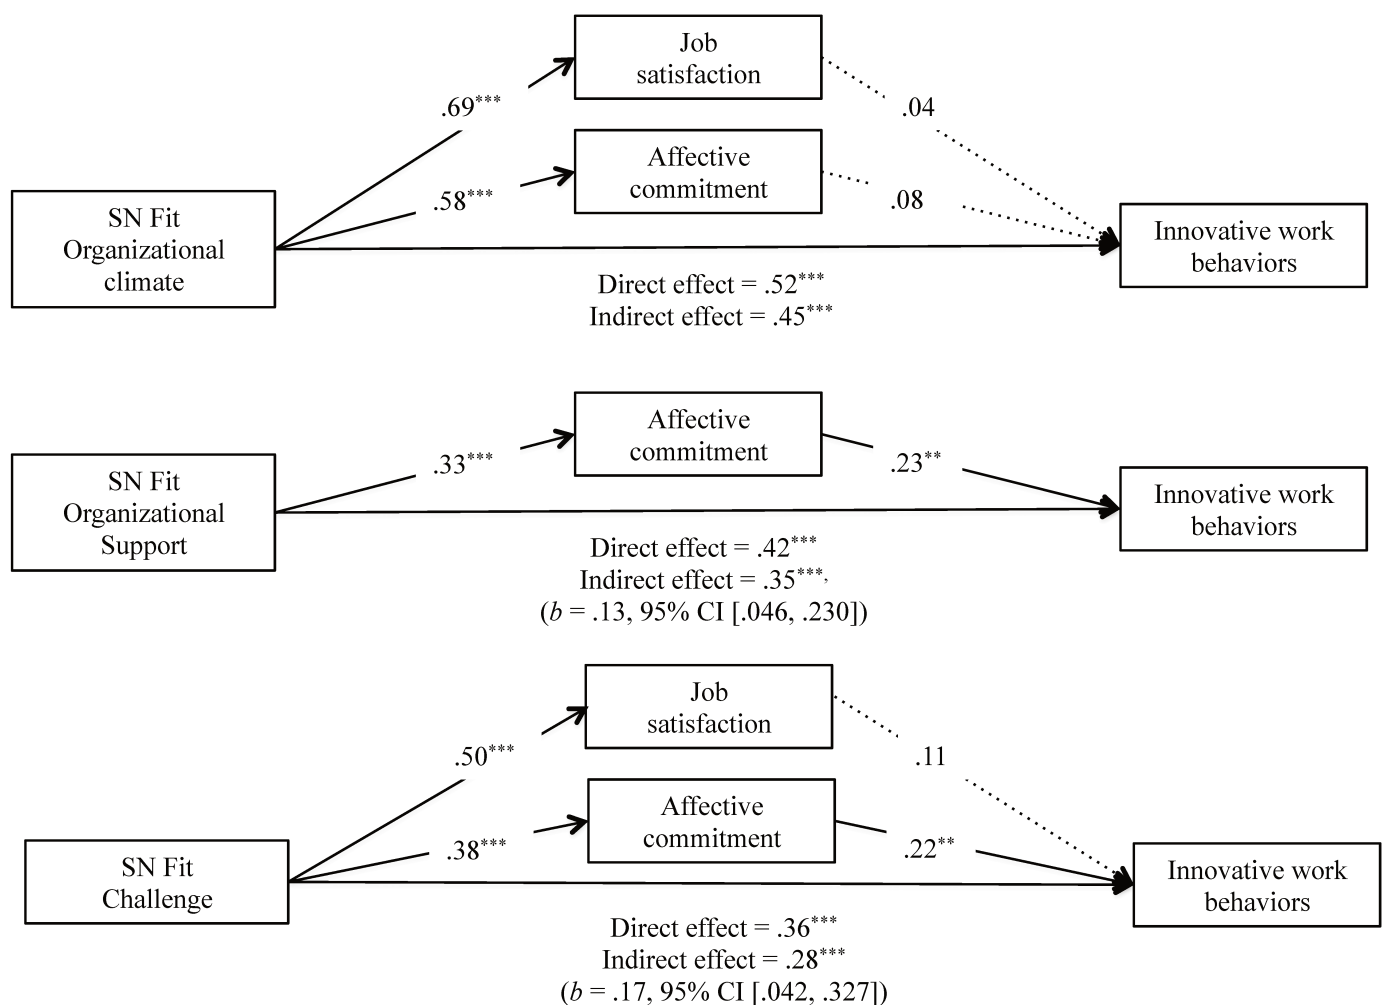 Job
satisfaction
.69***
.04
Affective
commitment
.58***
.08
SN Fit
Organizational
climate
Innovative work
behaviors
Direct effect = .52***
Indirect effect = .45***
Affective
commitment
.33***
.23**
SN Fit
Organizational
Support
Innovative work
behaviors
Direct effect = .42***
Indirect effect = .35***,
(b = .13, 95% CI [.046, .230])
Job
satisfaction
.50***
.11
Affective
commitment
.38***
.22**
SN Fit
Challenge
Innovative work
behaviors
Direct effect = .36***
Indirect effect = .28***
(b = .17, 95% CI [.042, .327])